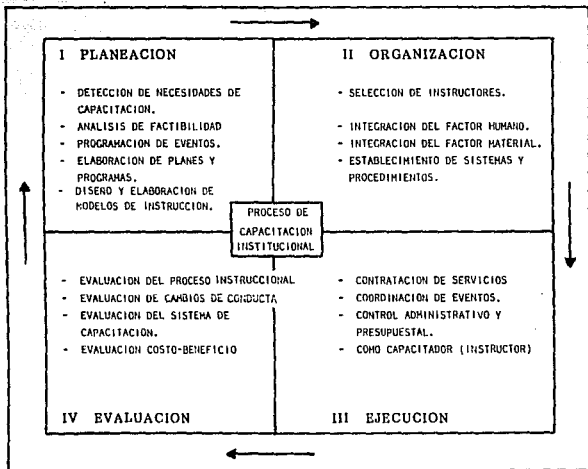 I PLANEACION
- DETECCION DE NECESIDADES DE
CAPACITACION.
- ANALISIS DE FACTIBILIDAD
- PROGRAMACION DE EVENTOS.
- ELABORACION DE PLANES Y
PROGRAMAS.
- DISEÑO Y ELABORACION DE
MODELOS DE INSTRUCCION.
II ORGANIZACION
- SELECCION DE INSTRUCTORES.
- INTEGRACION DEL FACTOR HUMANO.
- INTEGRACION DEL FACTOR MATERIAL.
- ESTABLECIMIENTO DE SISTEMAS Y
PROCEDIMIENTOS.
PROCESO DE
CAPACITACION
INSTITUCIONAL
- EVALUACION DEL PROCESO INSTRUCCIONAL
- EVALUACION DE CAMBIOS DE CONDUCTA
- EVALUACION DEL SISTEMA DE
CAPACITACION.
- EVALUACION COSTO-BENEFICIO
IV EVALUACION
- CONTRATACION DE SERVICIOS
- COORDINACION DE EVENTOS.
- CONTROL ADMINISTRATIVO Y
PRESUPUESTAL.
- COMO CAPACITADOR (INSTRUCTOR)
III EJECUCION